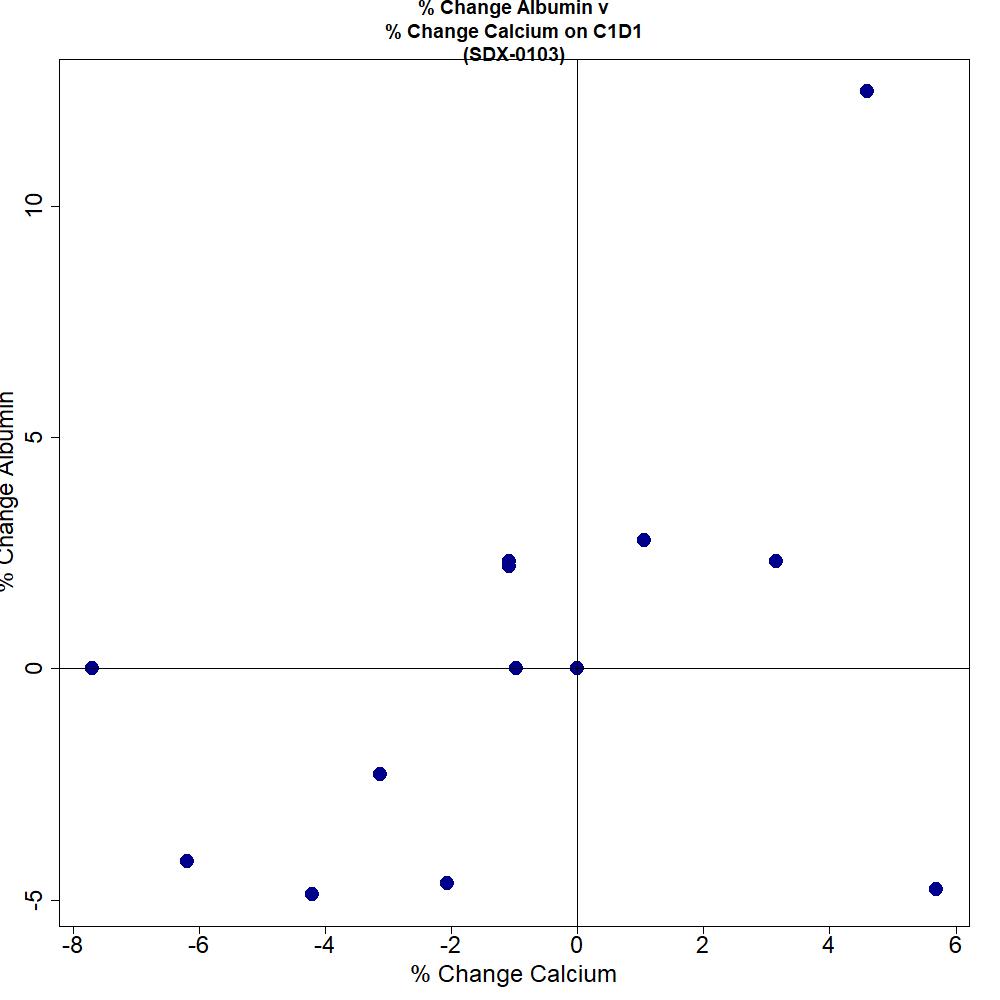 % Change Albumin v
% Change Calcium on C1D1
(SDX-0103)
% Change Albumin
10
5
0
-5
-8 -6 -4 -2 0 2 4 6
% Change Calcium